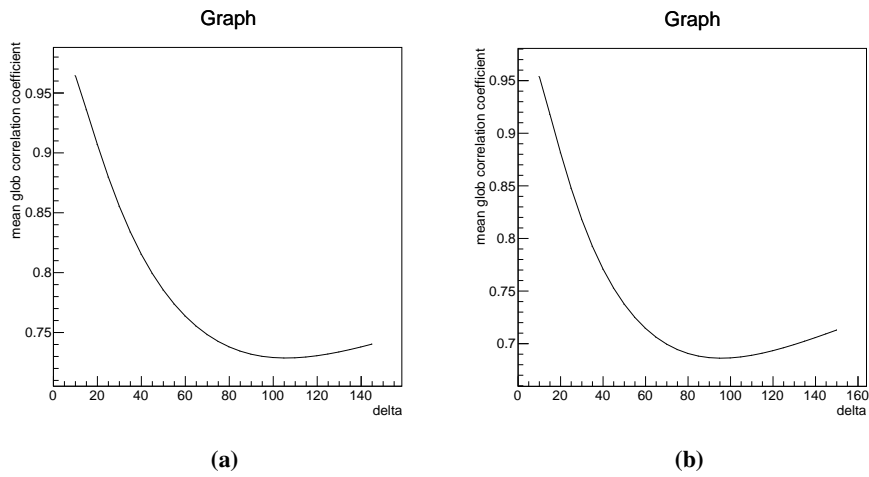 Graph
mean glob correlation coefficient
0.95
0.9
0.85
0.8
0.75
0 20 40 60 80 100 120 140
delta
(a)
Graph
mean glob correlation coefficient
0.95
0.9
0.85
0.8
0.75
0.7
0 20 40 60 80 100 120 140 160
delta
(b)